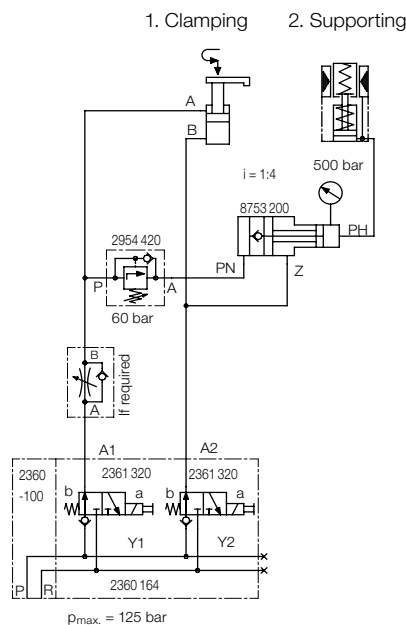 1. Clamping 2. Supporting
A
B
500 bar
i = 1:4
8753 200
2954 420
PH
PN
Z
P
A
60 bar
B
A
If required
A1
A2
2360
-100
2361 320
2361 320
b
a
b
a
Y1
Y2
P
R
2360 164
pmax. = 125 bar